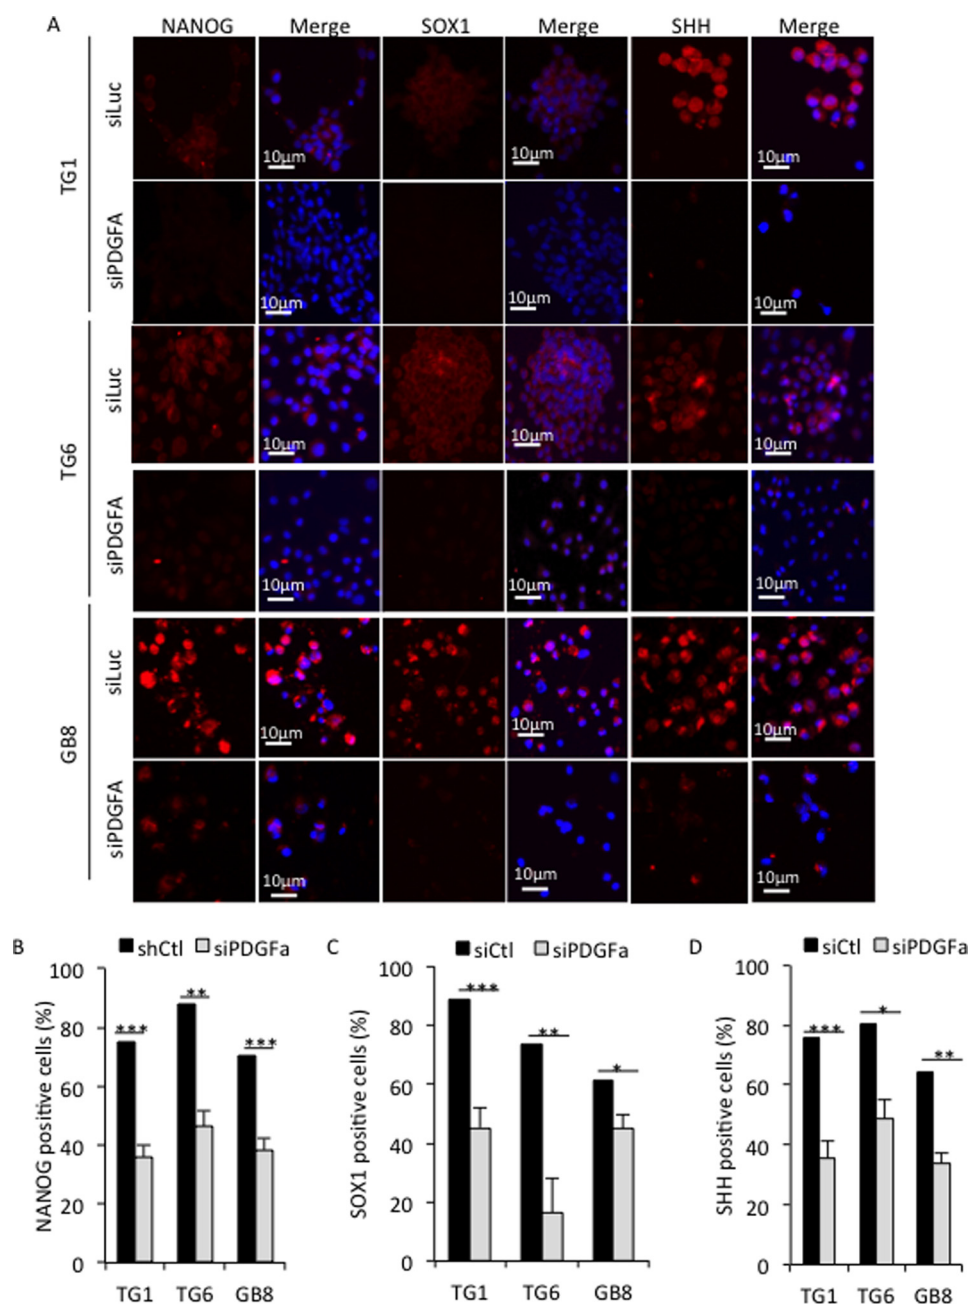 A
NANOG Merge SOX1 Merge SHH Merge
TG1
siLuc
10μm 10μm 10μm
siPDGFA
10μm 10μm 10μm
TG6
siLuc
10μm 10μm 10μm
siPDGFA
10μm 10μm 10μm
GB8
siLuc
10μm 10μm 10μm
siPDGFA
10μm 10μm 10μm
B
shCtl siPDGFa
NANOG positive cells (%)
100
80
60
40
20
0
*** ** ***
TG1 TG6 GB8
C
siCtl siPDGFa
SOX1 positive cells (%)
100
80
60
40
20
0
*** ** *
TG1 TG6 GB8
D
siCtl siPDGFa
SHH positive cells (%)
100
80
60
40
20
0
*** * **
TG1 TG6 GB8